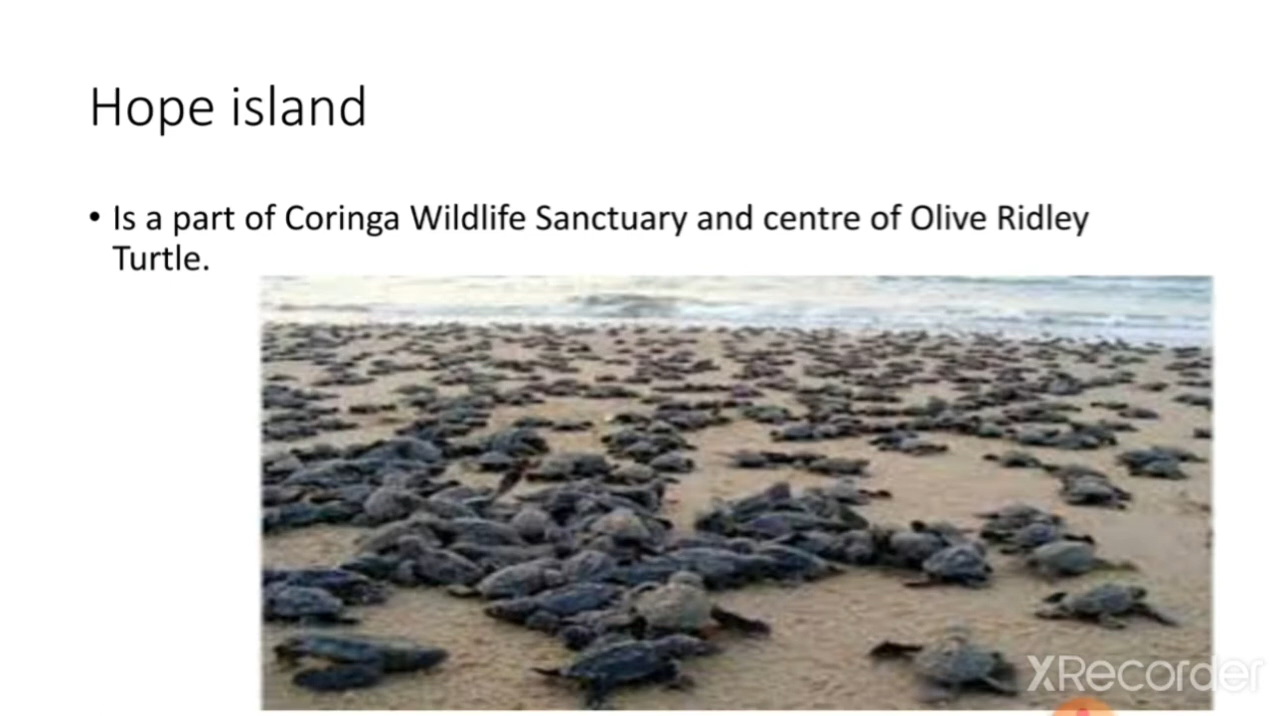 Hope island
• Is a part of Coringa Wildlife Sanctuary and centre of Olive Ridley
Turtle.
XRecorder